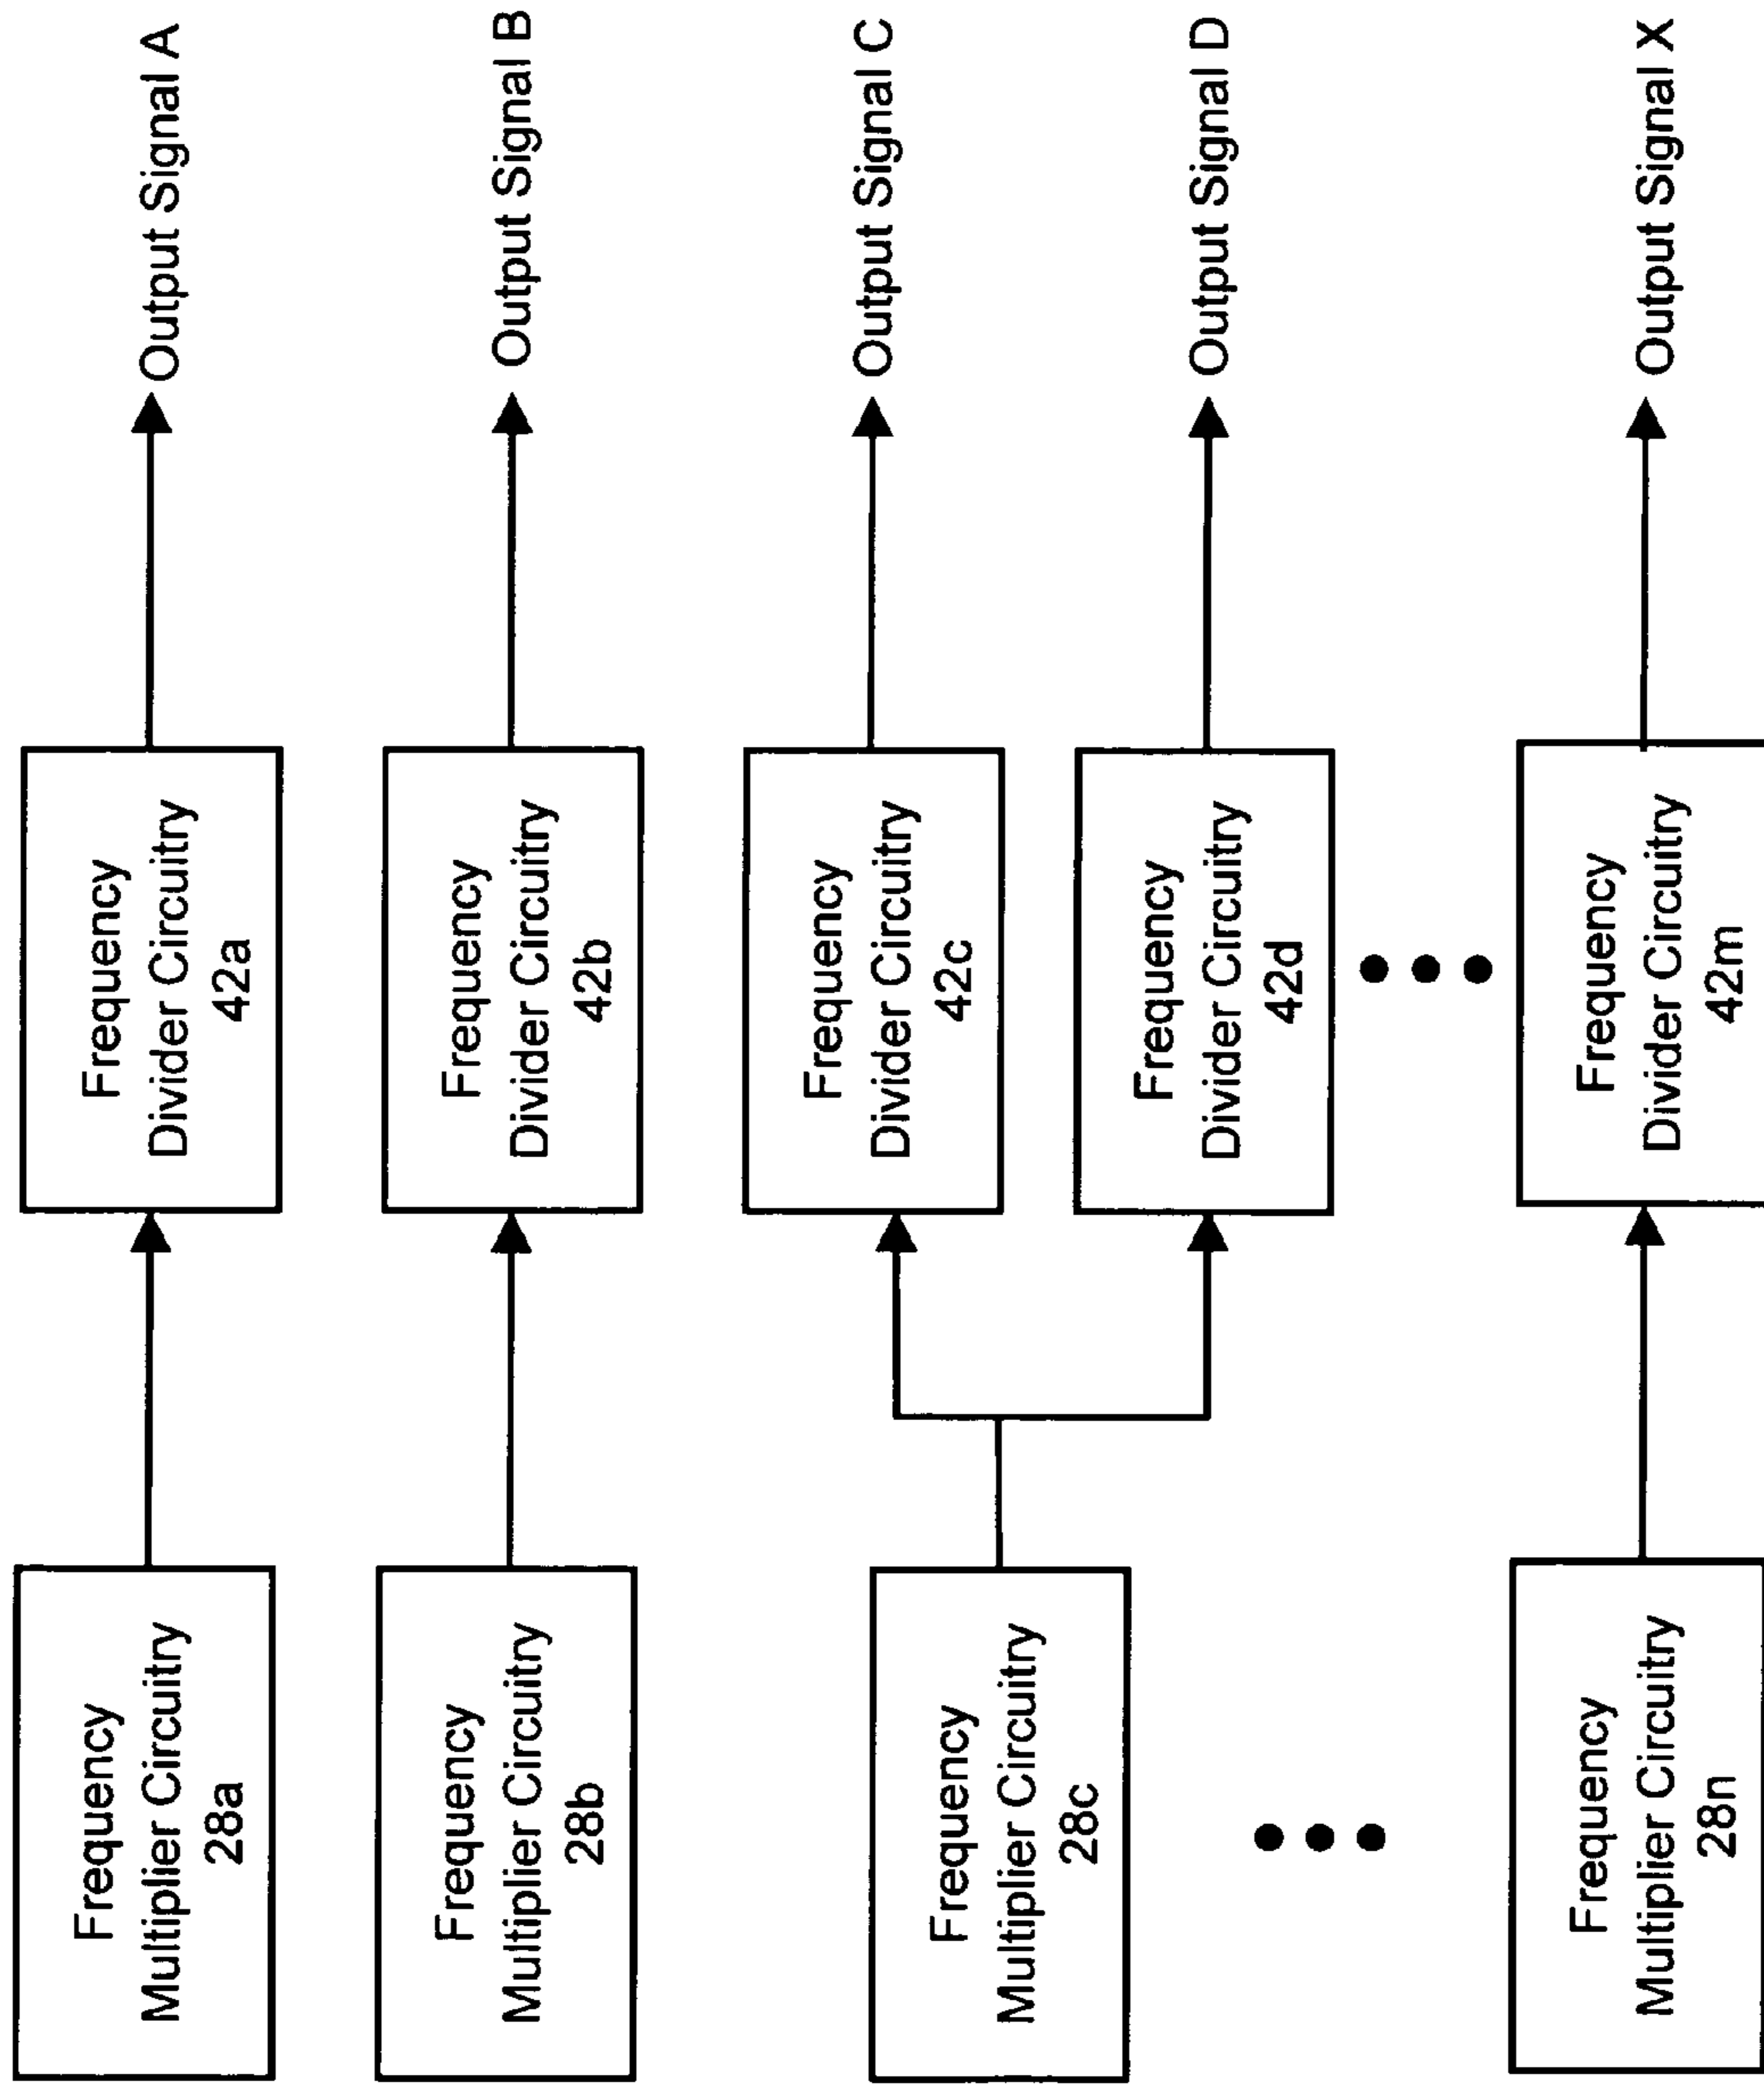 Frequency
Multiplier Circuitry
28a
Frequency
Divider Circuitry
42a
Output Signal A
Frequency
Multiplier Circuitry
28b
Frequency
Divider Circuitry
42b
Output Signal B
Frequency
Multiplier Circuitry
28c
Frequency
Divider Circuitry
42c
Output Signal C
Frequency
Divider Circuitry
42d
Output Signal D
Frequency
Multiplier Circuitry
28n
Frequency
Divider Circuitry
42m
Output Signal X